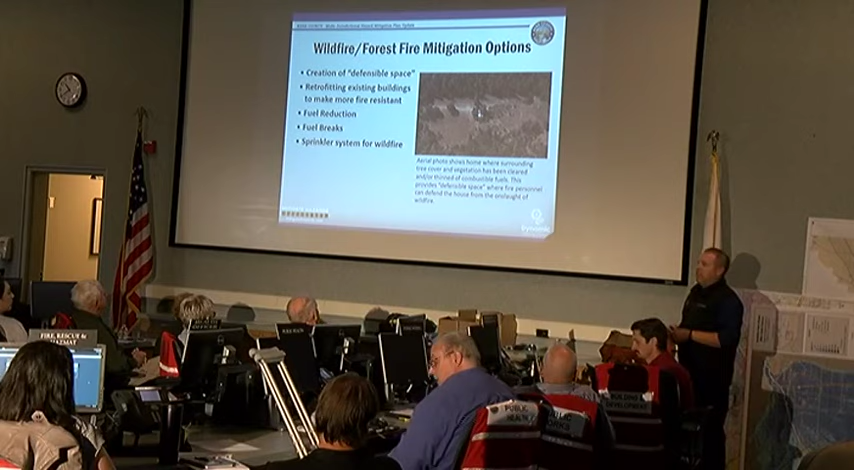 Wildfire/Forest Fire Mitigation Options
• Creation of "defensible space"
• Retrofitting existing buildings
to make more fire resistant
• Fuel Reduction
• Fuel Breaks
• Sprinkler system for wildfire
Aerial photo shows home where surrounding
tree cover and vegetation has been cleared
and/or thinned of combustible fuels. This
provides "defensible space" where fire personnel
can defend the house from the onslaught of
wildfire.
FIRE, RESCUE &
HAZMAT
PUBLIC
HEALTH
WORKS
BUILDING
DEVELOPMENT